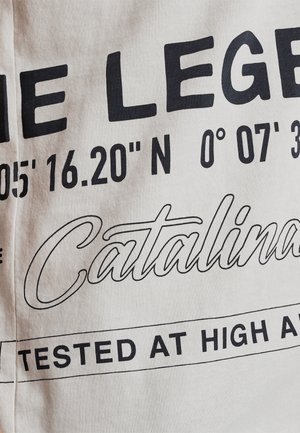 HE LEGE
05' 16.20" N 0° 07' 3
E Catalina
TESTED AT HIGH A